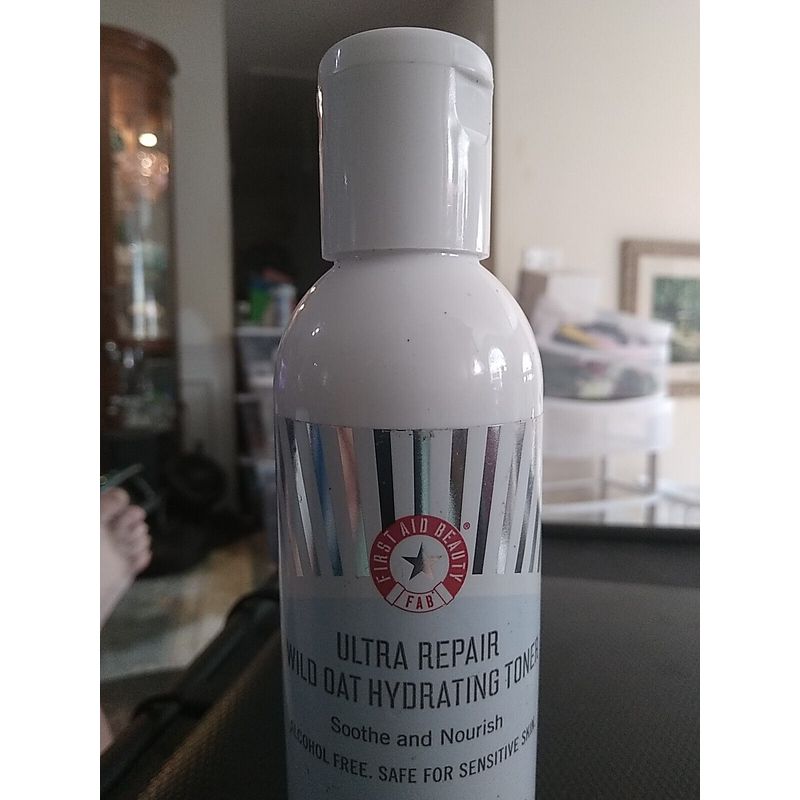 FIRST AID BEAUTY®
FAB®
ULTRA REPAIR
WILD OAT HYDRATING TONER
Soothe and Nourish
ALCOHOL FREE. SAFE FOR SENSITIVE SKIN.